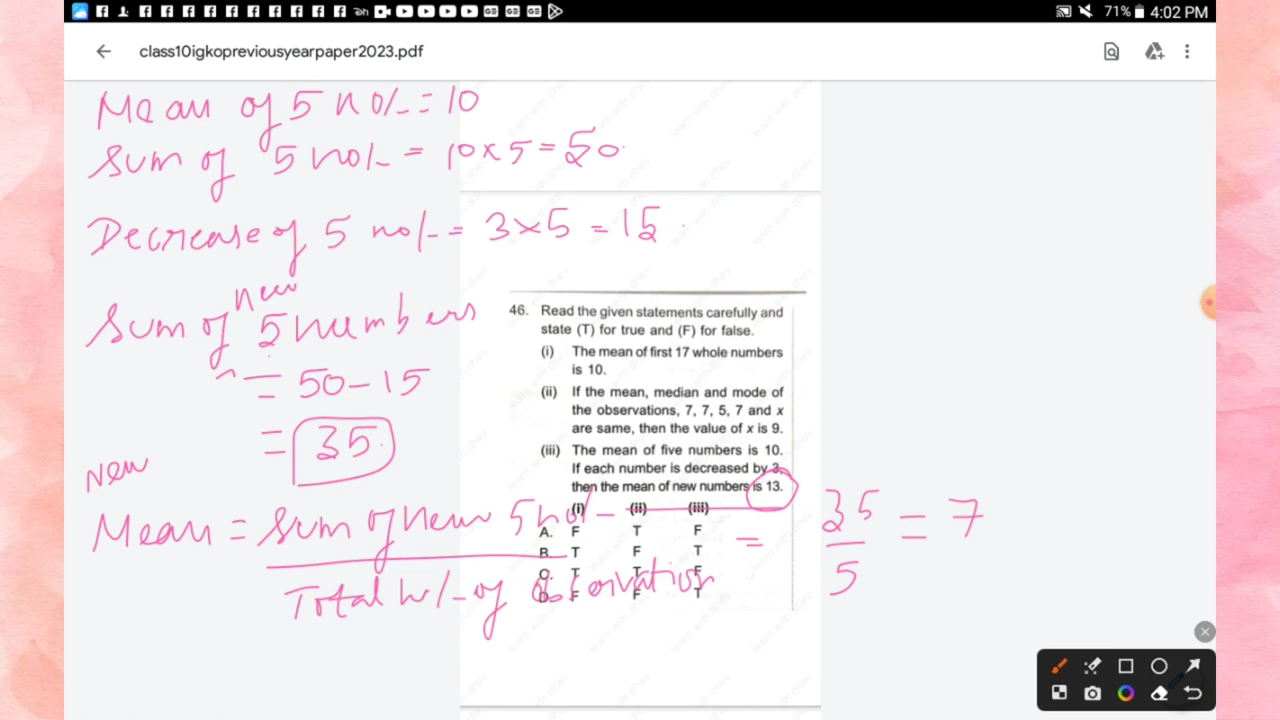 71% 4:02 PM
class10igkopreviousyearpaper2023.pdf
Mean of 5 no/- = 10
Sum of 5 no/- = 10 x 5 = 50
Decrease of 5 no/- = 3 x 5 = 15
Sum of new 5 numbers
= 50 - 15
= 35
New
Mean = Sum of new 5 no/- = 35 = 7
Total n/- of observation 5
46. Read the given statements carefully and
state (T) for true and (F) for false.
(i) The mean of first 17 whole numbers
is 10.
(ii) If the mean, median and mode of
the observations, 7, 7, 5, 7 and x
are same, then the value of x is 9.
(iii) The mean of five numbers is 10.
If each number is decreased by 3,
then the mean of new numbers is 13.
(i) (ii) (iii)
A. F T F
B. T F T
C. T T F
D. F F T